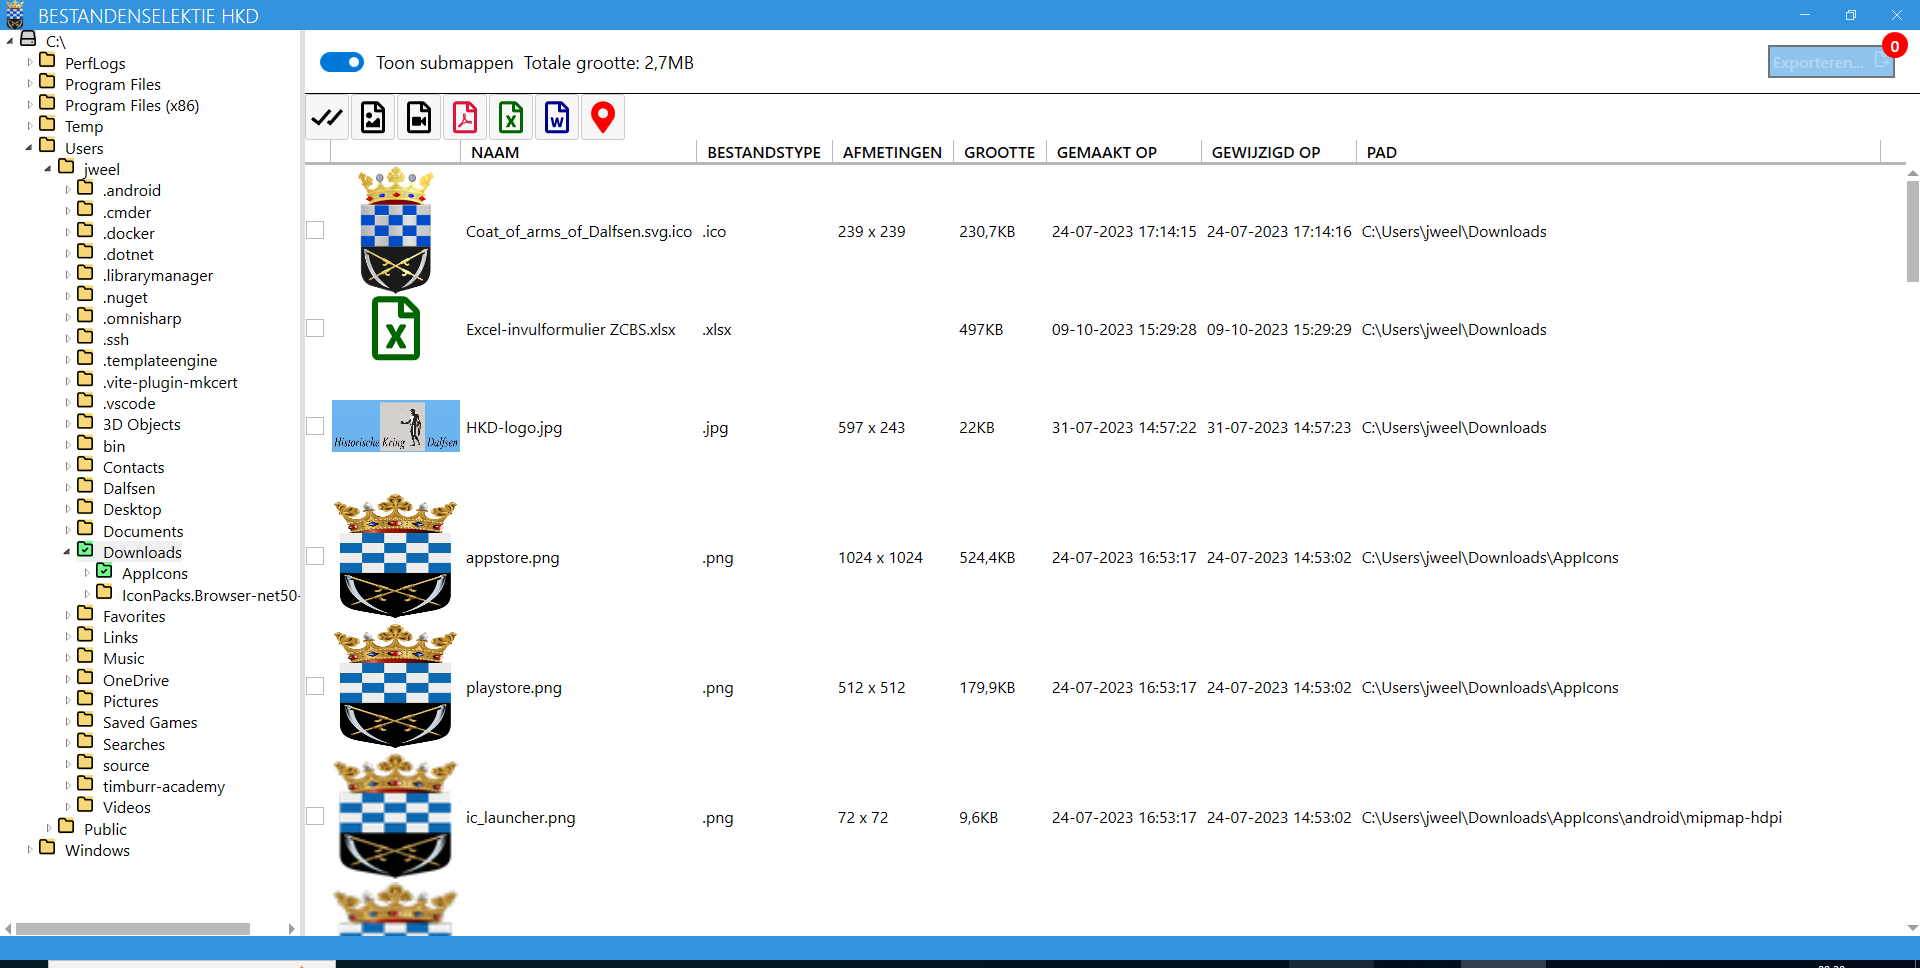 BESTANDENSELEKTIE HKD
C:\
PerfLogs
Program Files
Program Files (x86)
Temp
Users
jweel
.android
.cmder
.docker
.dotnet
.librarymanager
.nuget
.omnisharp
.ssh
.templateengine
.vite-plugin-mkcert
.vscode
3D Objects
bin
Contacts
Dalfsen
Desktop
Documents
Downloads
AppIcons
IconPacks.Browser-net50-
Favorites
Links
Music
OneDrive
Pictures
Saved Games
Searches
source
timburr-academy
Videos
Public
Windows
Toon submappen Totale grootte: 2,7MB
Exporteren...
0
NAAM BESTANDSTYPE AFMETINGEN GROOTTE GEMAAKT OP GEWIJZIGD OP PAD
Coat_of_arms_of_Dalfsen.svg.ico .ico 239 x 239 230,7KB 24-07-2023 17:14:15 24-07-2023 17:14:16 C:\Users\jweel\Downloads
X
Excel-invulformulier ZCBS.xlsx .xlsx 497KB 09-10-2023 15:29:28 09-10-2023 15:29:29 C:\Users\jweel\Downloads
Historische Kring Dalfsen
HKD-logo.jpg .jpg 597 x 243 22KB 31-07-2023 14:57:22 31-07-2023 14:57:23 C:\Users\jweel\Downloads
appstore.png .png 1024 x 1024 524,4KB 24-07-2023 16:53:17 24-07-2023 14:53:02 C:\Users\jweel\Downloads\AppIcons
playstore.png .png 512 x 512 179,9KB 24-07-2023 16:53:17 24-07-2023 14:53:02 C:\Users\jweel\Downloads\AppIcons
ic_launcher.png .png 72 x 72 9,6KB 24-07-2023 16:53:17 24-07-2023 14:53:02 C:\Users\jweel\Downloads\AppIcons\android\mipmap-hdpi